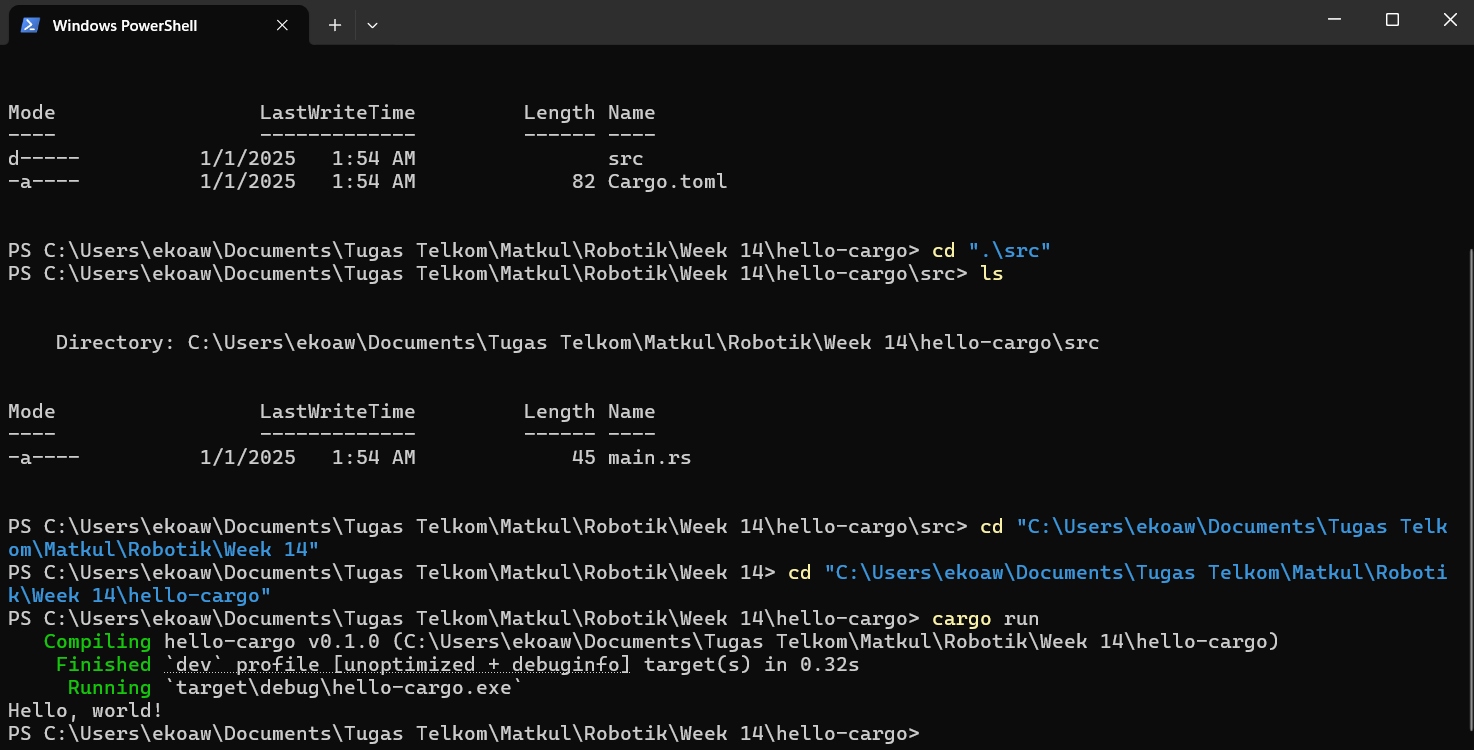 Windows PowerShell
Mode                 LastWriteTime         Length Name
----                 -------------         ------ ----
d-----          1/1/2025   1:54 AM                src
-a----          1/1/2025   1:54 AM             82 Cargo.toml
PS C:\Users\ekoaw\Documents\Tugas Telkom\Matkul\Robotik\Week 14\hello-cargo> cd ".\src"
PS C:\Users\ekoaw\Documents\Tugas Telkom\Matkul\Robotik\Week 14\hello-cargo\src> ls
    Directory: C:\Users\ekoaw\Documents\Tugas Telkom\Matkul\Robotik\Week 14\hello-cargo\src
Mode                 LastWriteTime         Length Name
----                 -------------         ------ ----
-a----          1/1/2025   1:54 AM             45 main.rs
PS C:\Users\ekoaw\Documents\Tugas Telkom\Matkul\Robotik\Week 14\hello-cargo\src> cd "C:\Users\ekoaw\Documents\Tugas Telk
om\Matkul\Robotik\Week 14"
PS C:\Users\ekoaw\Documents\Tugas Telkom\Matkul\Robotik\Week 14> cd "C:\Users\ekoaw\Documents\Tugas Telkom\Matkul\Roboti
k\Week 14\hello-cargo"
PS C:\Users\ekoaw\Documents\Tugas Telkom\Matkul\Robotik\Week 14\hello-cargo> cargo run
   Compiling hello-cargo v0.1.0 (C:\Users\ekoaw\Documents\Tugas Telkom\Matkul\Robotik\Week 14\hello-cargo)
    Finished `dev` profile [unoptimized + debuginfo] target(s) in 0.32s
     Running `target\debug\hello-cargo.exe`
Hello, world!
PS C:\Users\ekoaw\Documents\Tugas Telkom\Matkul\Robotik\Week 14\hello-cargo>